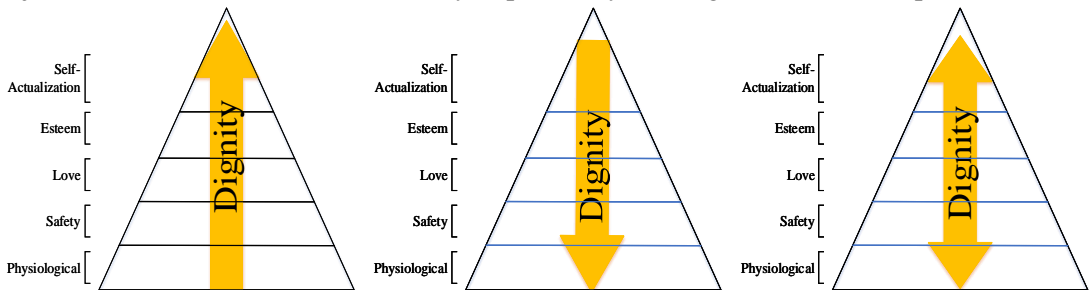 Self-
Actualization
Esteem
Love
Safety
Physiological
Dignity
Self-
Actualization
Esteem
Love
Safety
Physiological
Dignity
Self-
Actualization
Esteem
Love
Safety
Physiological
Dignity